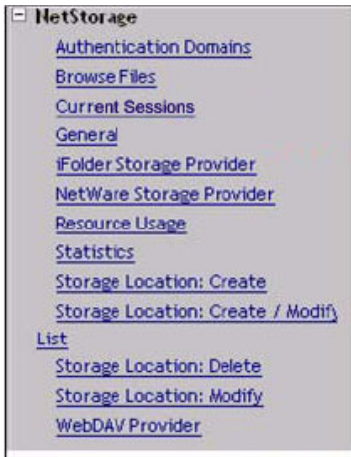 NetStorage
Authentication Domains
Browse Files
Current Sessions
General
iFolder Storage Provider
NetWare Storage Provider
Resource Usage
Statistics
Storage Location: Create
Storage Location: Create / Modify
List
Storage Location: Delete
Storage Location: Modify
WebDAV Provider